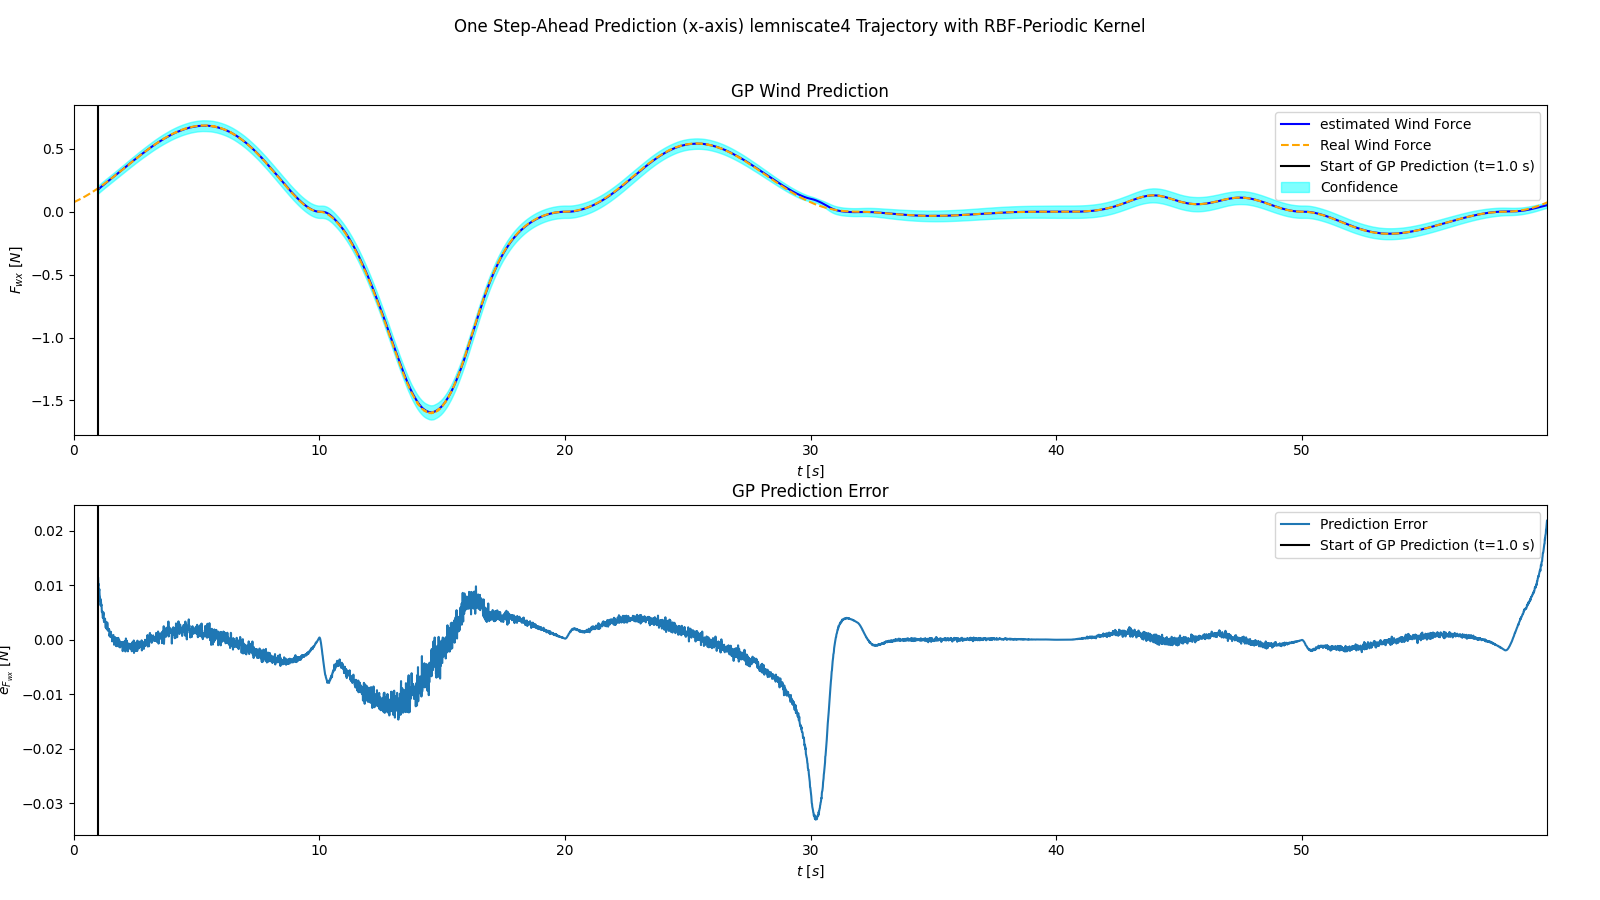 One Step-Ahead Prediction (x-axis) lemniscate4 Trajectory with RBF-Periodic Kernel
GP Wind Prediction
estimated Wind Force
Real Wind Force
Start of GP Prediction (t=1.0 s)
Confidence
0.5
0.0
−0.5
−1.0
−1.5
F_wx [N]
0 10 20 30 40 50
t [s]
GP Prediction Error
Prediction Error
Start of GP Prediction (t=1.0 s)
0.02
0.01
0.00
−0.01
−0.02
−0.03
e_F_wx [N]
0 10 20 30 40 50
t [s]